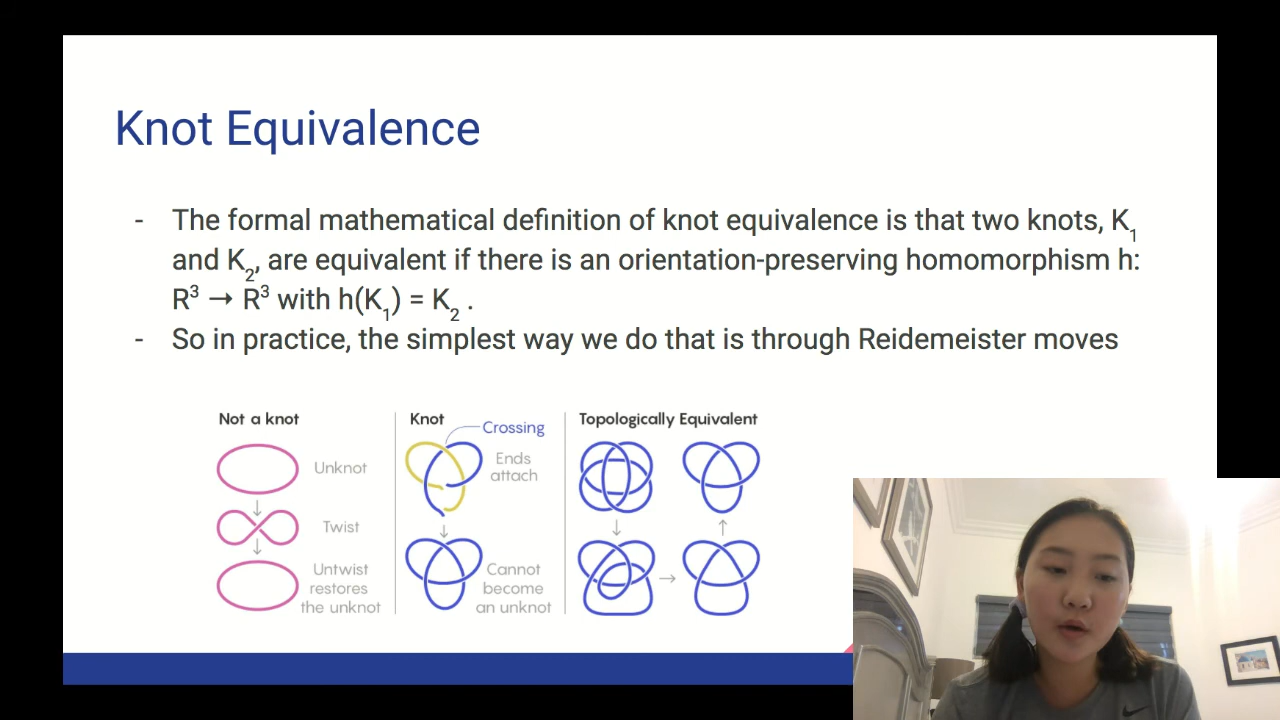 Knot Equivalence
- The formal mathematical definition of knot equivalence is that two knots, K₁
and K₂, are equivalent if there is an orientation-preserving homomorphism h:
R³ → R³ with h(K₁) = K₂ .
- So in practice, the simplest way we do that is through Reidemeister moves
Not a knot
Unknot
Twist
Untwist
restores
the unknot
Knot
Crossing
Ends
attach
Cannot
become
an unknot
Topologically Equivalent